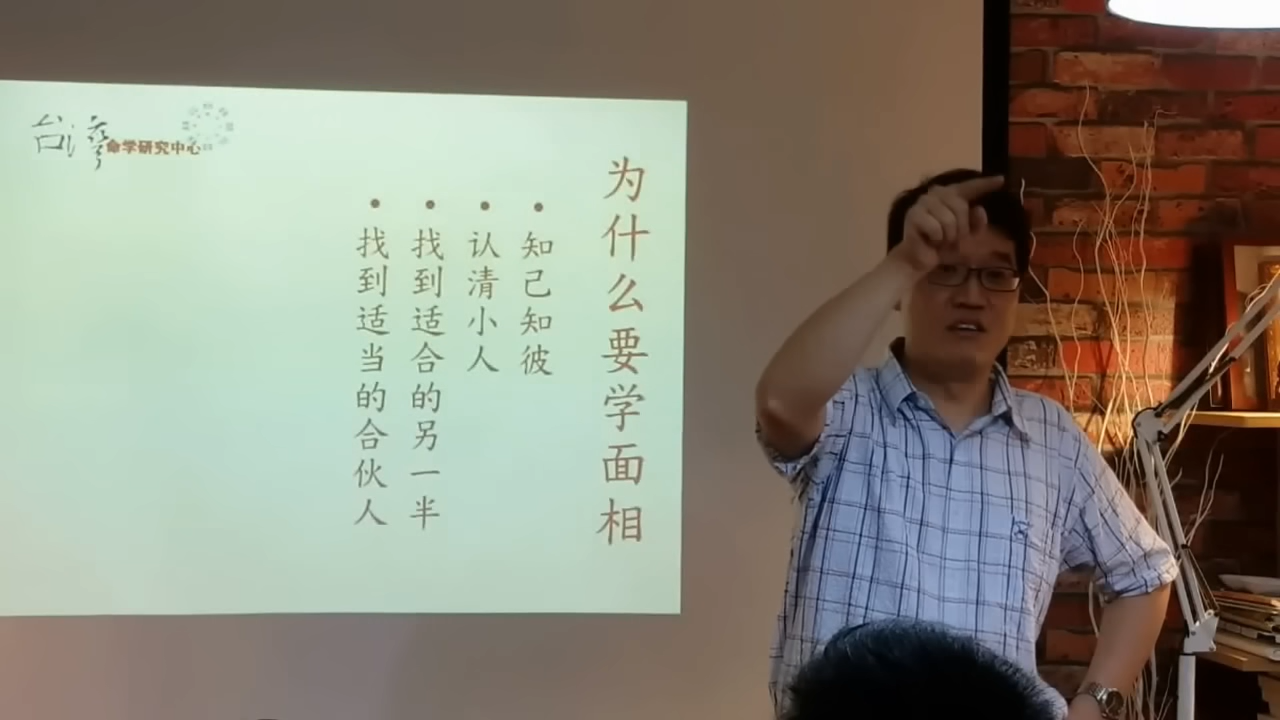 台湾命学研究中心
为什么要学面相
• 知己知彼
• 认清小人
• 找到适合的另一半
• 找到适当的合伙人